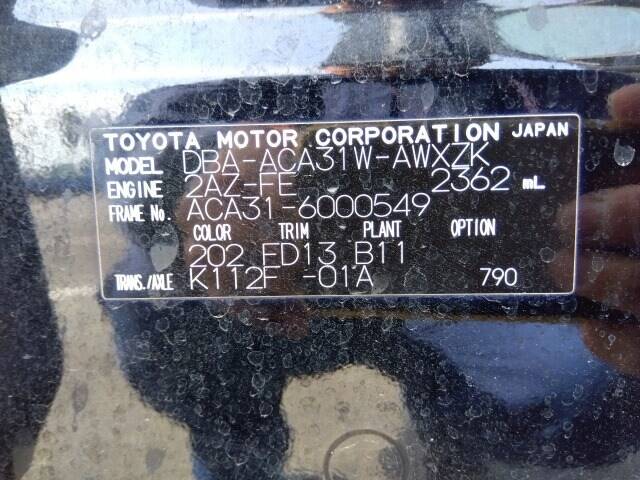 TOYOTA MOTOR CORPORATION JAPAN
MODEL DBA-ACA31W-AWXZK
ENGINE 2AZ-FE 2362 mL
FRAME No. ACA31-6000549
COLOR TRIM PLANT OPTION
202 FD13 B11
TRANS./AXLE K112F -01A 790